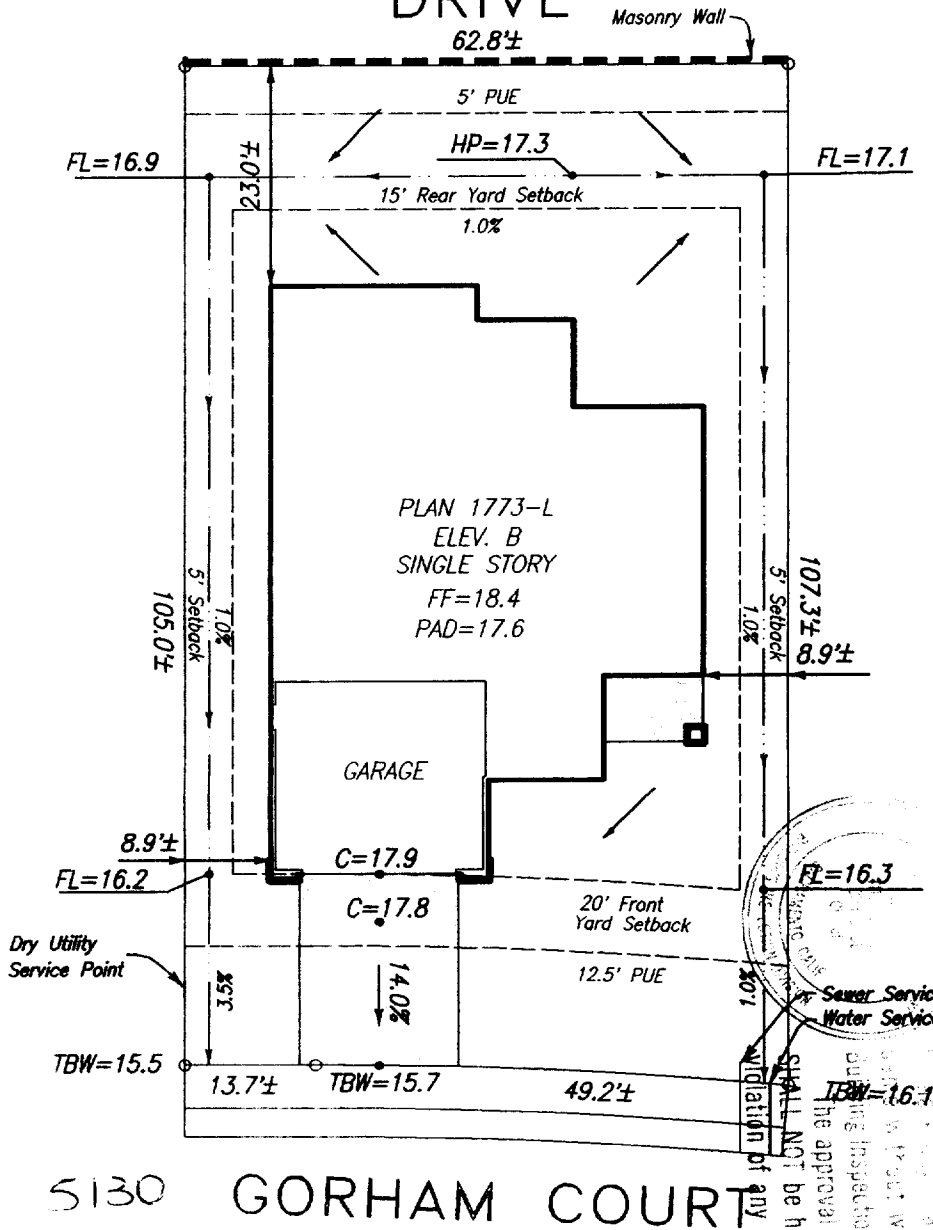 DRIVE
Masonry Wall
62.8'±
5' PUE
HP=17.3
FL=16.9
FL=17.1
23.0'±
15' Rear Yard Setback
1.0%
PLAN 1773-L
ELEV. B
SINGLE STORY
FF=18.4
PAD=17.6
105.0'±
5' Setback
1.0%
1.0%
5' Setback
107.3'±
8.9'±
GARAGE
8.9'±
C=17.9
FL=16.2
FL=16.3
C=17.8
20' Front
Yard Setback
Dry Utility
Service Point
12.5' PUE
3.5%
14.0%
1.0%
Sewer Servic
Water Service
TBW=15.5
13.7'±
TBW=15.7
49.2'±
TBW=16.1
the approval
SHALL NOT be h
violation of any
5130 GORHAM COURT